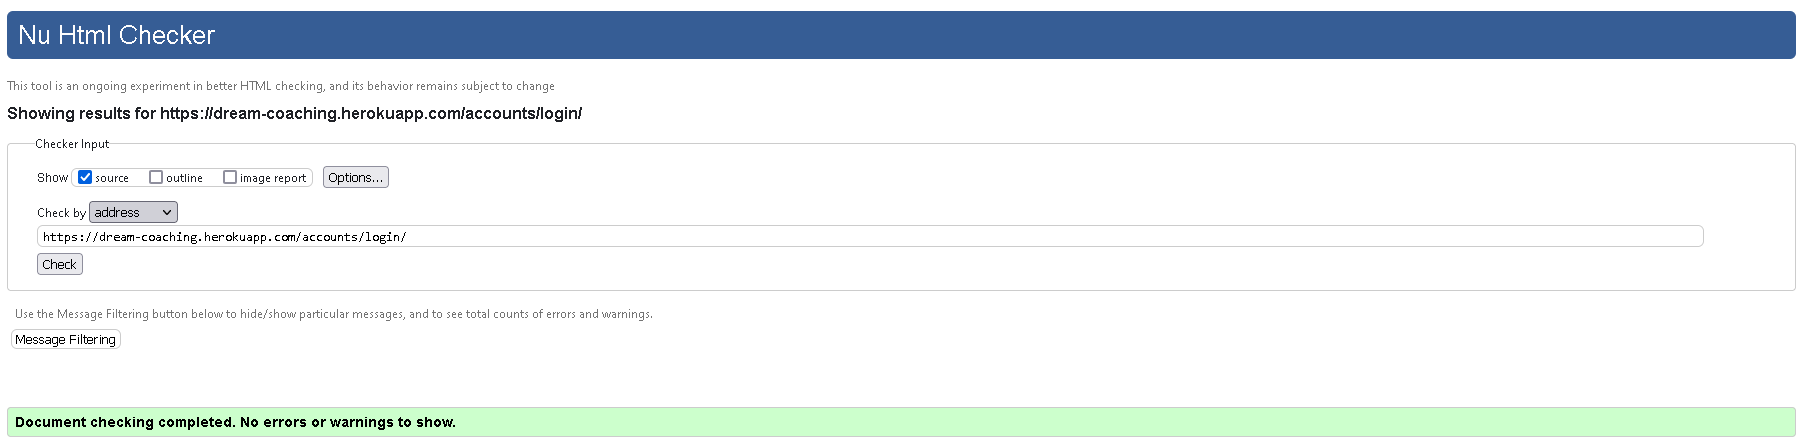 Nu Html Checker
This tool is an ongoing experiment in better HTML checking, and its behavior remains subject to change
Showing results for https://dream-coaching.herokuapp.com/accounts/login/
Checker Input
Show source outline image report Options...
Check by address
https://dream-coaching.herokuapp.com/accounts/login/
Check
Use the Message Filtering button below to hide/show particular messages, and to see total counts of errors and warnings.
Message Filtering
Document checking completed. No errors or warnings to show.